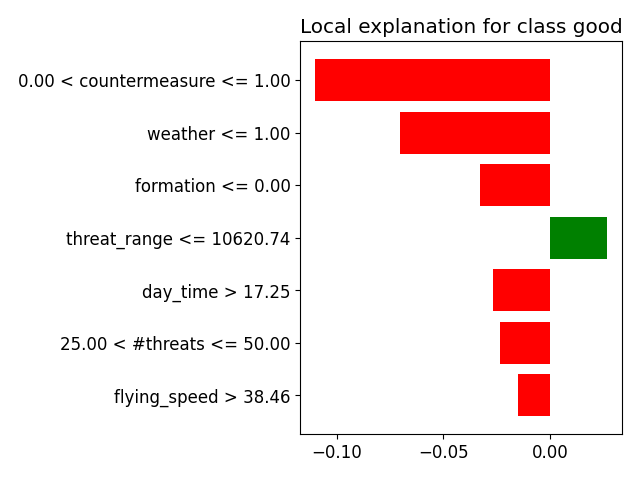 Local explanation for class good
0.00 < countermeasure <= 1.00
weather <= 1.00
formation <= 0.00
threat_range <= 10620.74
day_time > 17.25
25.00 < #threats <= 50.00
flying_speed > 38.46
−0.10 −0.05 0.00